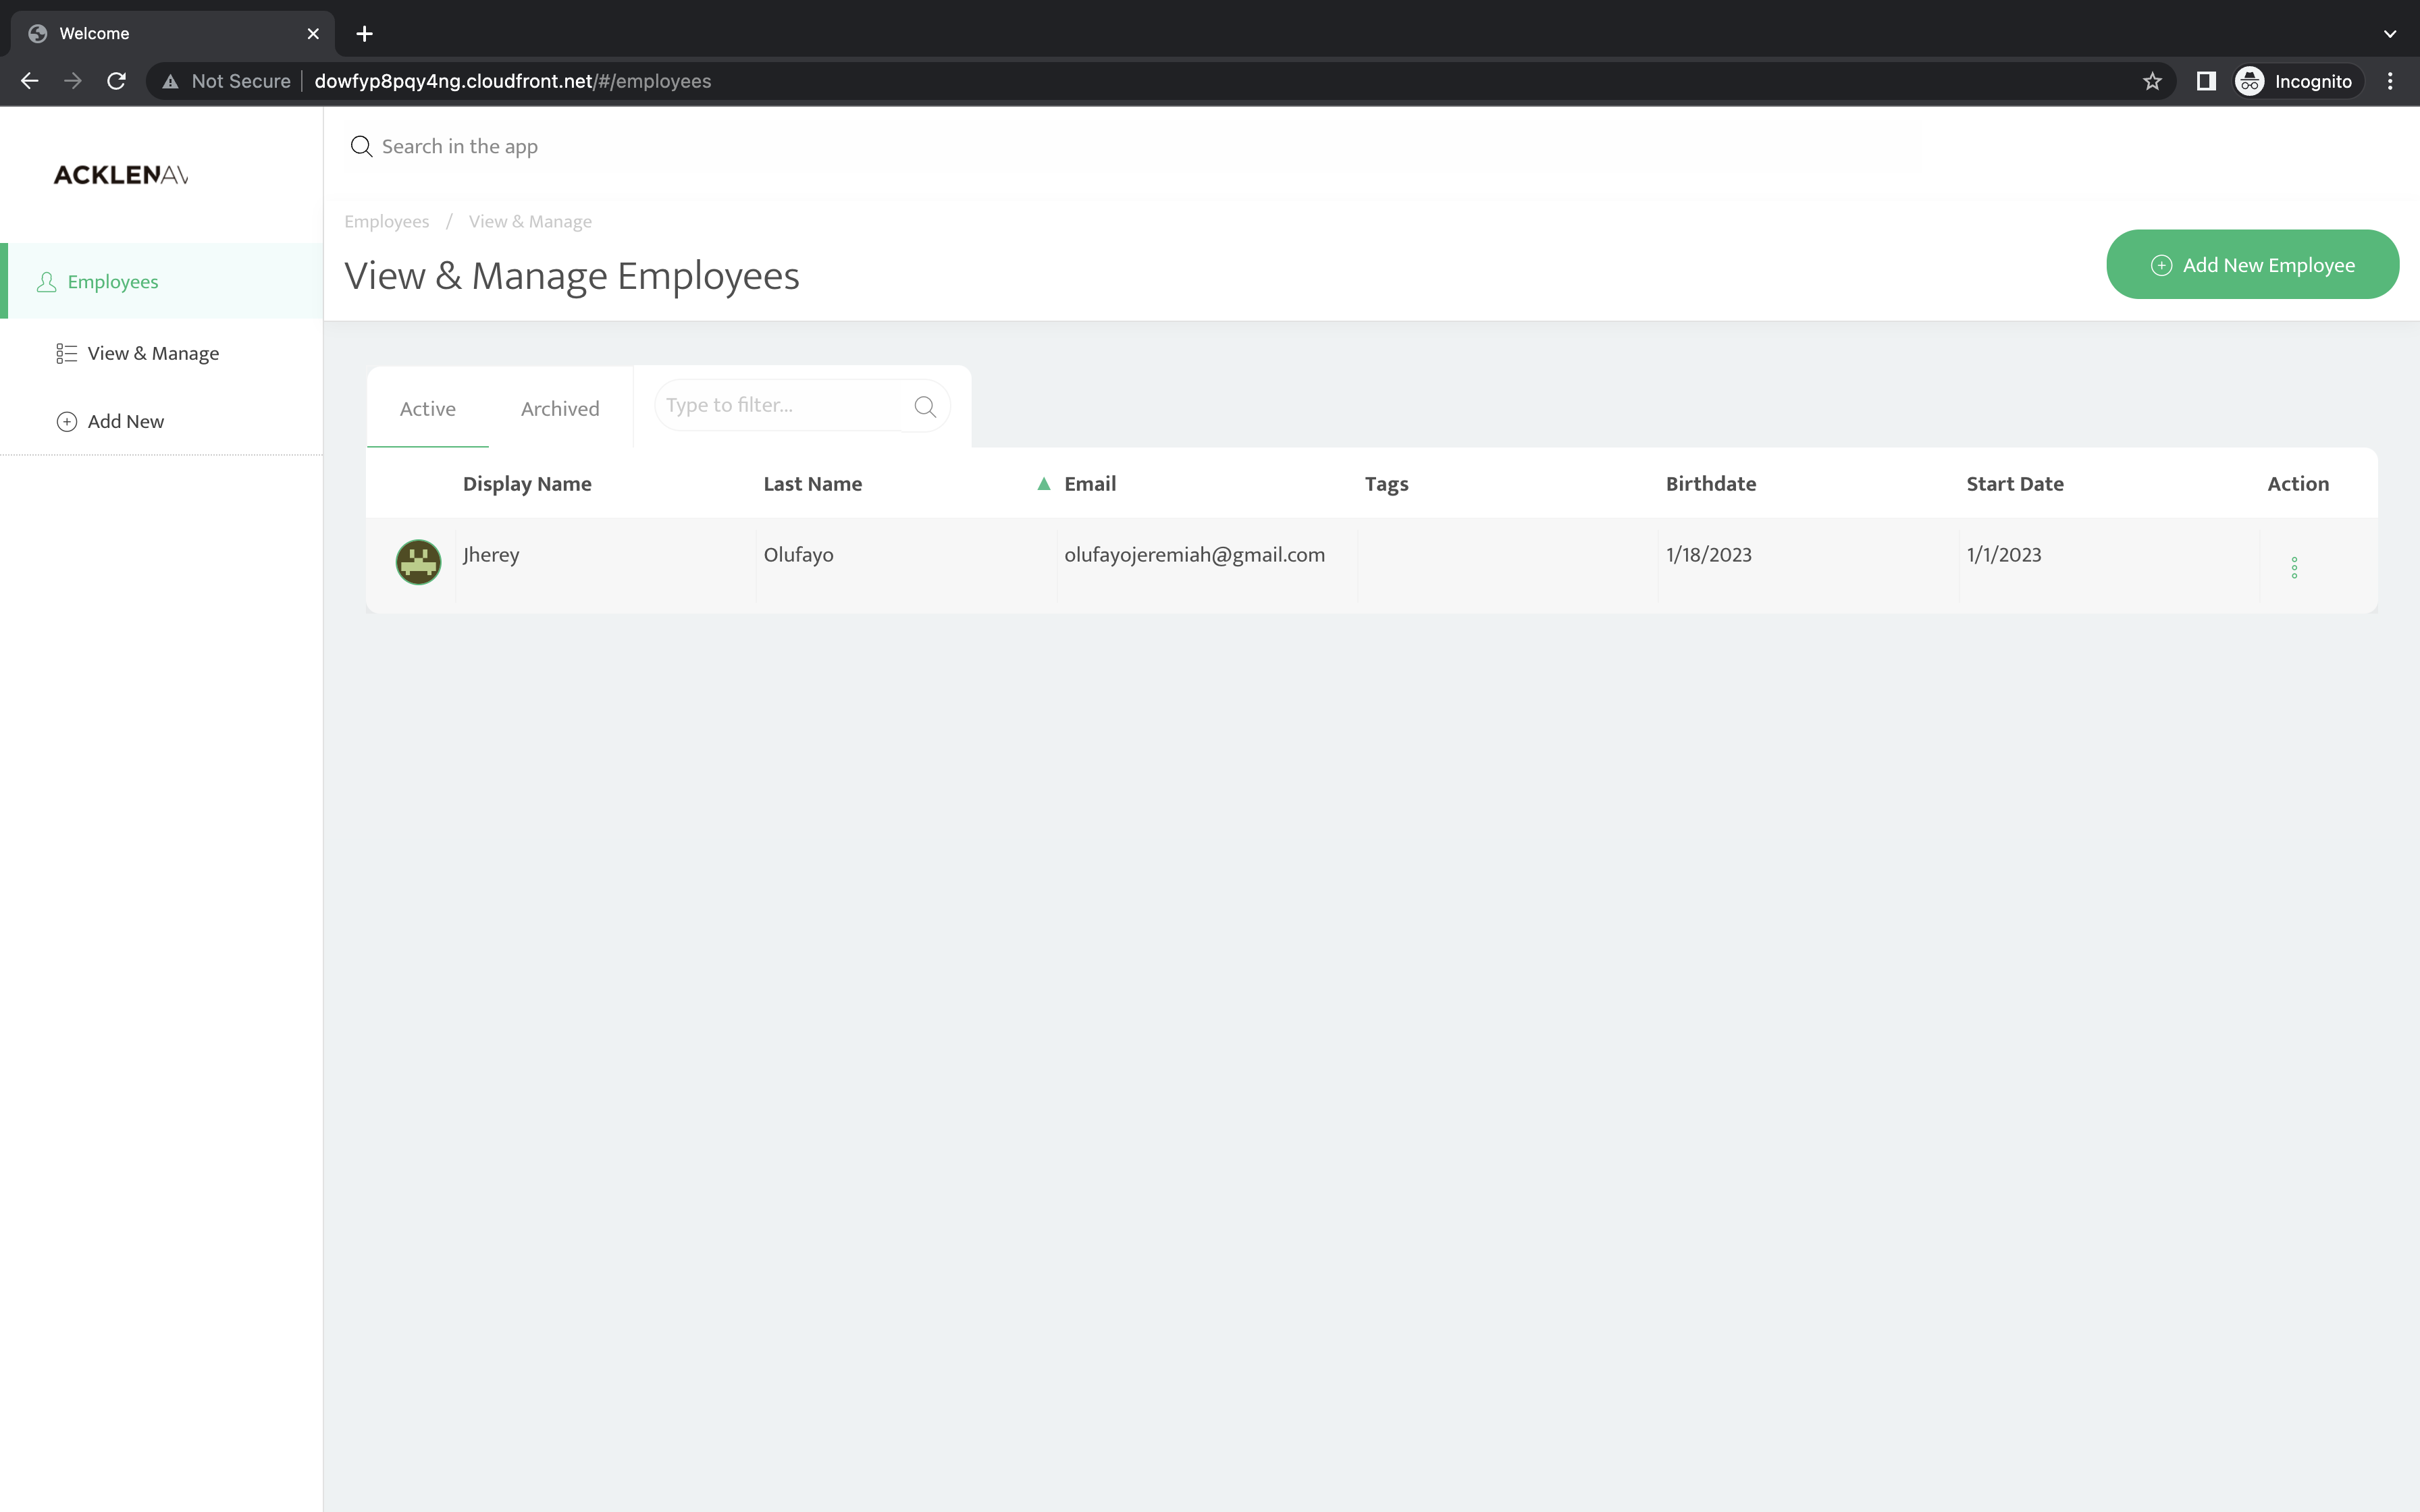 Welcome
Not Secure
dowfyp8pqy4ng.cloudfront.net/#/employees
Incognito
ACKLENAV
Search in the app
Employees
View & Manage
Add New
Employees / View & Manage
View & Manage Employees
Add New Employee
Active
Archived
Type to filter...
Display Name Last Name ▲ Email Tags Birthdate Start Date Action
Jherey Olufayo olufayojeremiah@gmail.com 1/18/2023 1/1/2023